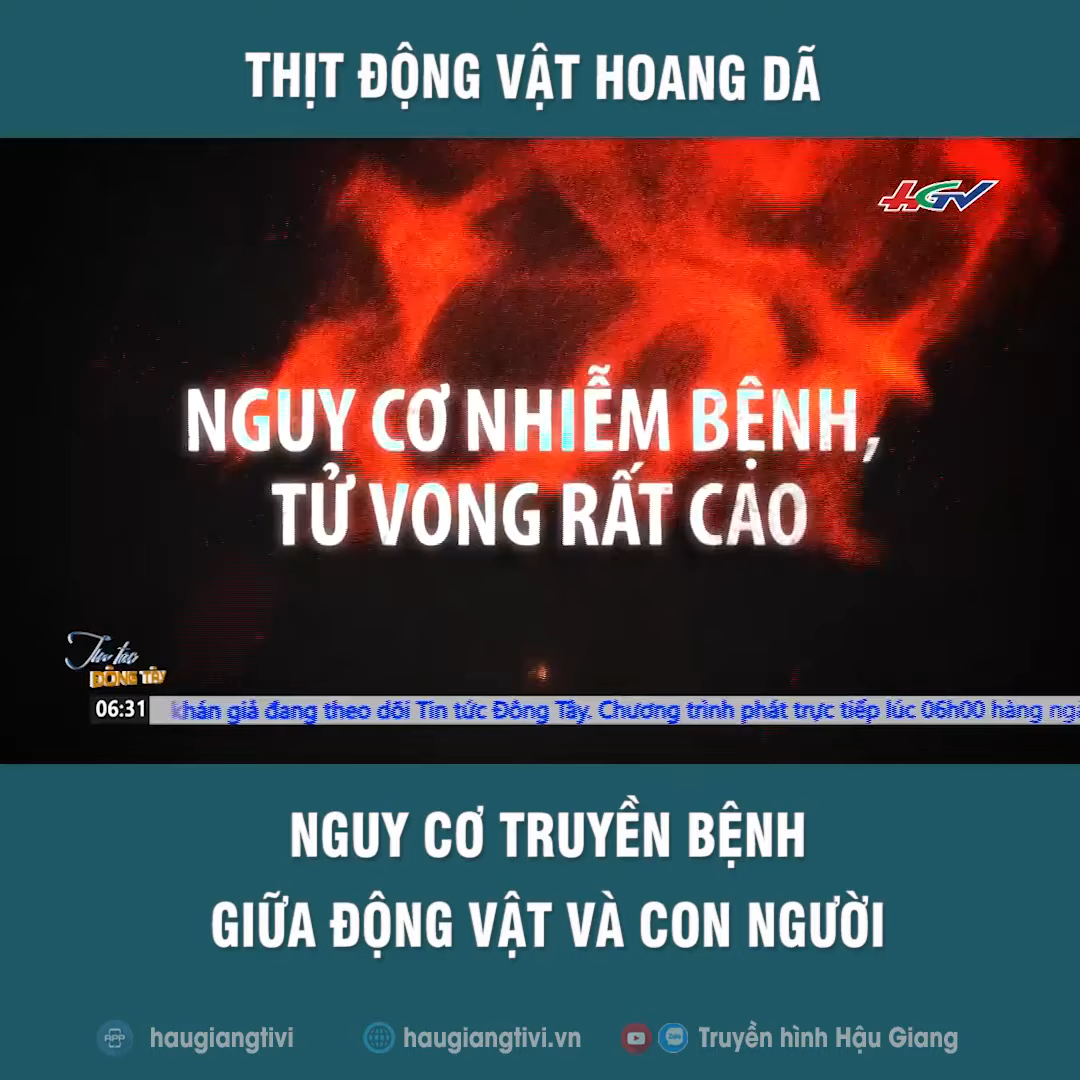 THỊT ĐỘNG VẬT HOANG DÃ
HGV
NGUY CƠ NHIỄM BỆNH,
TỬ VONG RẤT CAO
Tin tức
ĐÔNG TÂY
06:31 khán giả đang theo dõi Tin tức Đông Tây. Chương trình phát trực tiếp lúc 06h00 hàng ngà
NGUY CƠ TRUYỀN BỆNH
GIỮA ĐỘNG VẬT VÀ CON NGƯỜI
APP haugiangtivi haugiangtivi.vn Truyền hình Hậu Giang